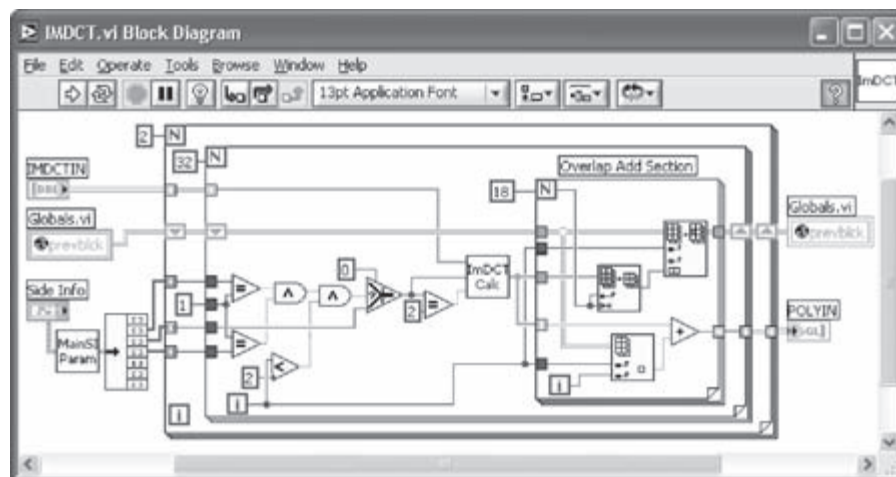 IMDCT.vi Block Diagram
File Edit Operate Tools Browse Window Help
13pt Application Font
ImDCT
2 N
32 N
IMDCTIN
Overlap Add Section
18 N
Globals.vi
prevblck
Globals.vi
prevblck
0
ImDCT
Calc
Side Info
1
2
POLYIN
MainSI
Param
2
i
i
i